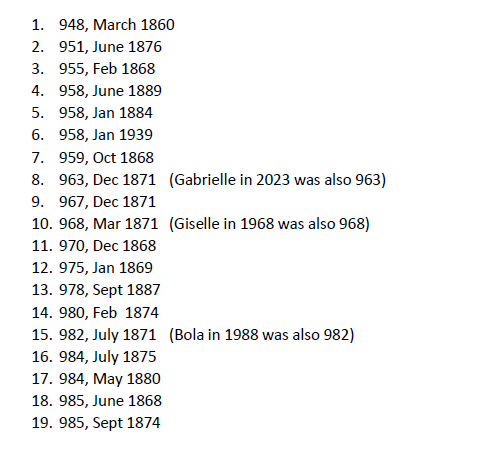 1. 948, March 1860
2. 951, June 1876
3. 955, Feb 1868
4. 958, June 1889
5. 958, Jan 1884
6. 958, Jan 1939
7. 959, Oct 1868
8. 963, Dec 1871 (Gabrielle in 2023 was also 963)
9. 967, Dec 1871
10. 968, Mar 1871 (Giselle in 1968 was also 968)
11. 970, Dec 1868
12. 975, Jan 1869
13. 978, Sept 1887
14. 980, Feb 1874
15. 982, July 1871 (Bola in 1988 was also 982)
16. 984, July 1875
17. 984, May 1880
18. 985, June 1868
19. 985, Sept 1874